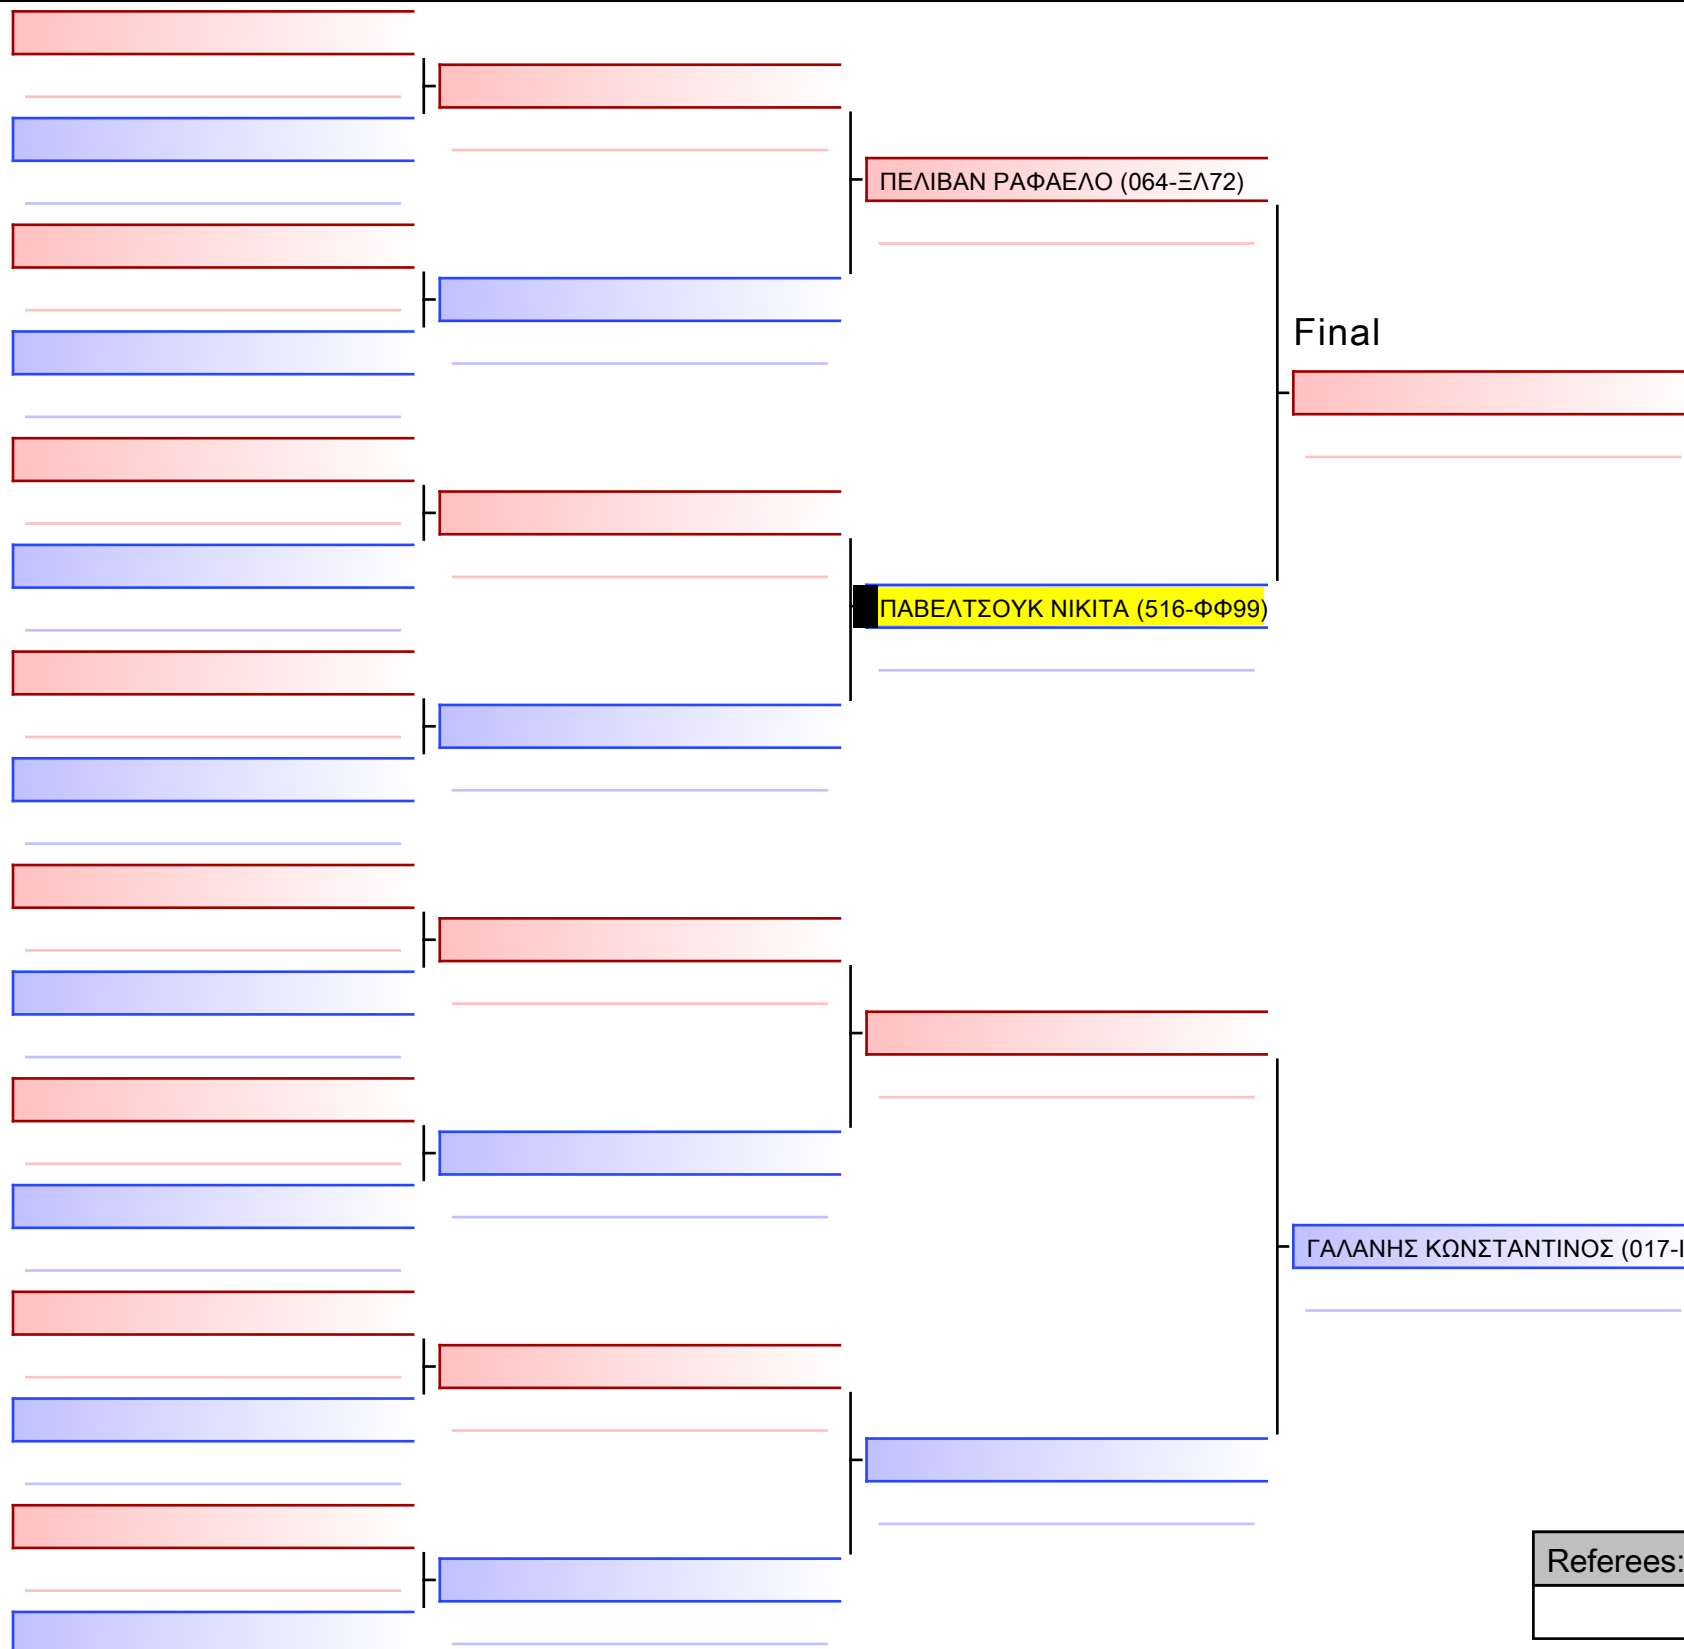 ΠΕΛΙΒΑΝ ΡΑΦΑΕΛΟ (064-ΞΛ72)
Final
ΠΑΒΕΛΤΣΟΥΚ ΝΙΚΙΤΑ (516-ΦΦ99)
ΓΑΛΑΝΗΣ ΚΩΝΣΤΑΝΤΙΝΟΣ (017-Ι
Referees: